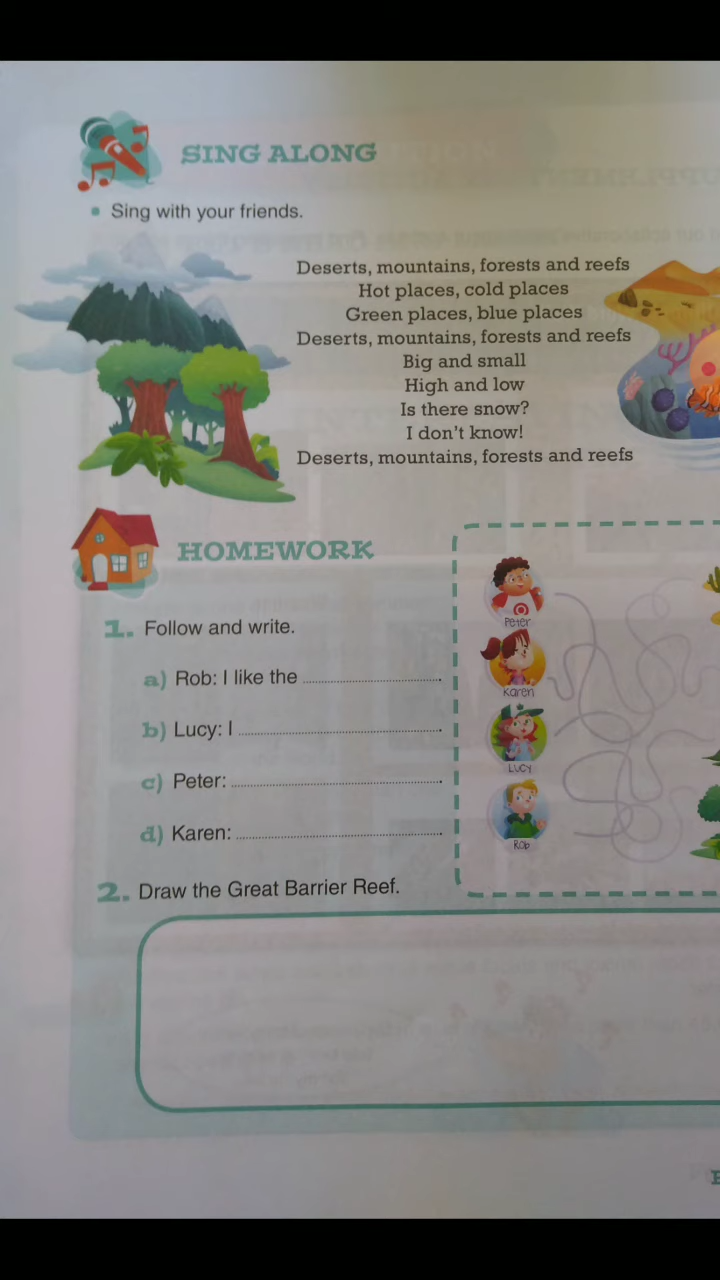 SING ALONG
Sing with your friends.
Deserts, mountains, forests and reefs
Hot places, cold places
Green places, blue places
Deserts, mountains, forests and reefs
Big and small
High and low
Is there snow?
I don't know!
Deserts, mountains, forests and reefs
HOMEWORK
1. Follow and write.
a) Rob: I like the ........
b) Lucy: I ........
c) Peter: ........
d) Karen: ........
Peter
Karen
Lucy
Rob
2. Draw the Great Barrier Reef.